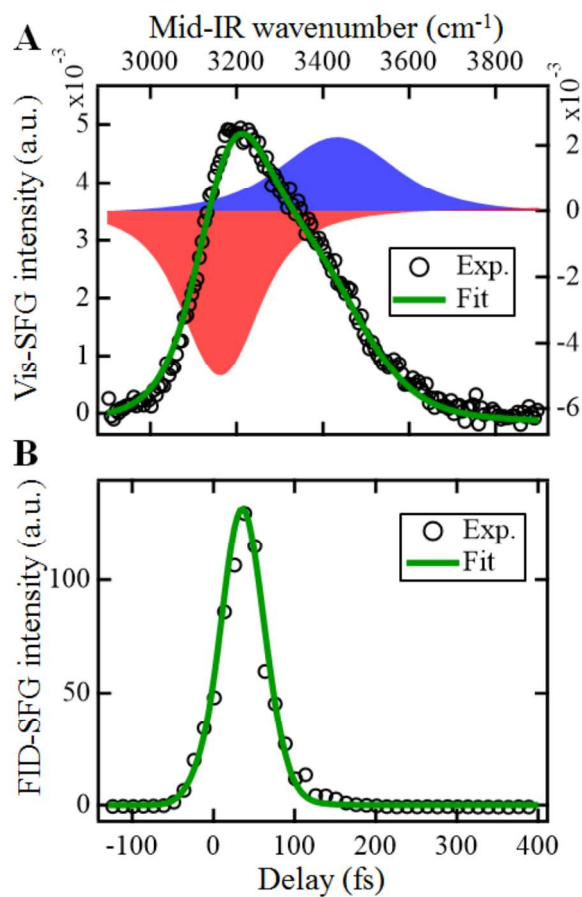 A
Mid-IR wavenumber (cm⁻¹)
3000 3200 3400 3600 3800
x10⁻³
x10⁻³
Vis-SFG intensity (a.u.)
5
4
3
2
1
0
2
0
-2
-4
-6
Exp.
Fit
B
FID-SFG intensity (a.u.)
100
50
0
Exp.
Fit
-100 0 100 200 300 400
Delay (fs)